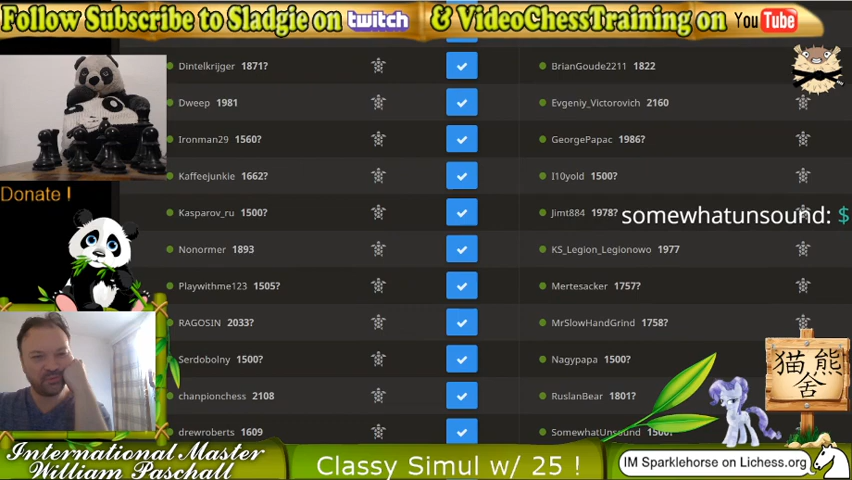 Follow Subscribe to Sladgie on twitch & VideoChessTraining on YouTube
Dintelkrijger 1871?
BrianGoude2211 1822
Dweep 1981
Evgeniy_Victorovich 2160
Ironman29 1560?
GeorgePapac 1986?
Kaffeejunkie 1662?
I10yold 1500?
Donate !
Kasparov_ru 1500?
Jimt884 1978?
somewhatunsound: $
Nonormer 1893
KS_Legion_Legionowo 1977
Playwithme123 1505?
Mertesacker 1757?
RAGOSIN 2033?
MrSlowHandGrind 1758?
Serdobolny 1500?
Nagypapa 1500?
猫熊
舍
chanpionchess 2108
RuslanBear 1801?
drewroberts 1609
SomewhatUnsound 1500?
International Master
William Paschall
Classy Simul w/ 25 !
IM Sparklehorse on Lichess.org